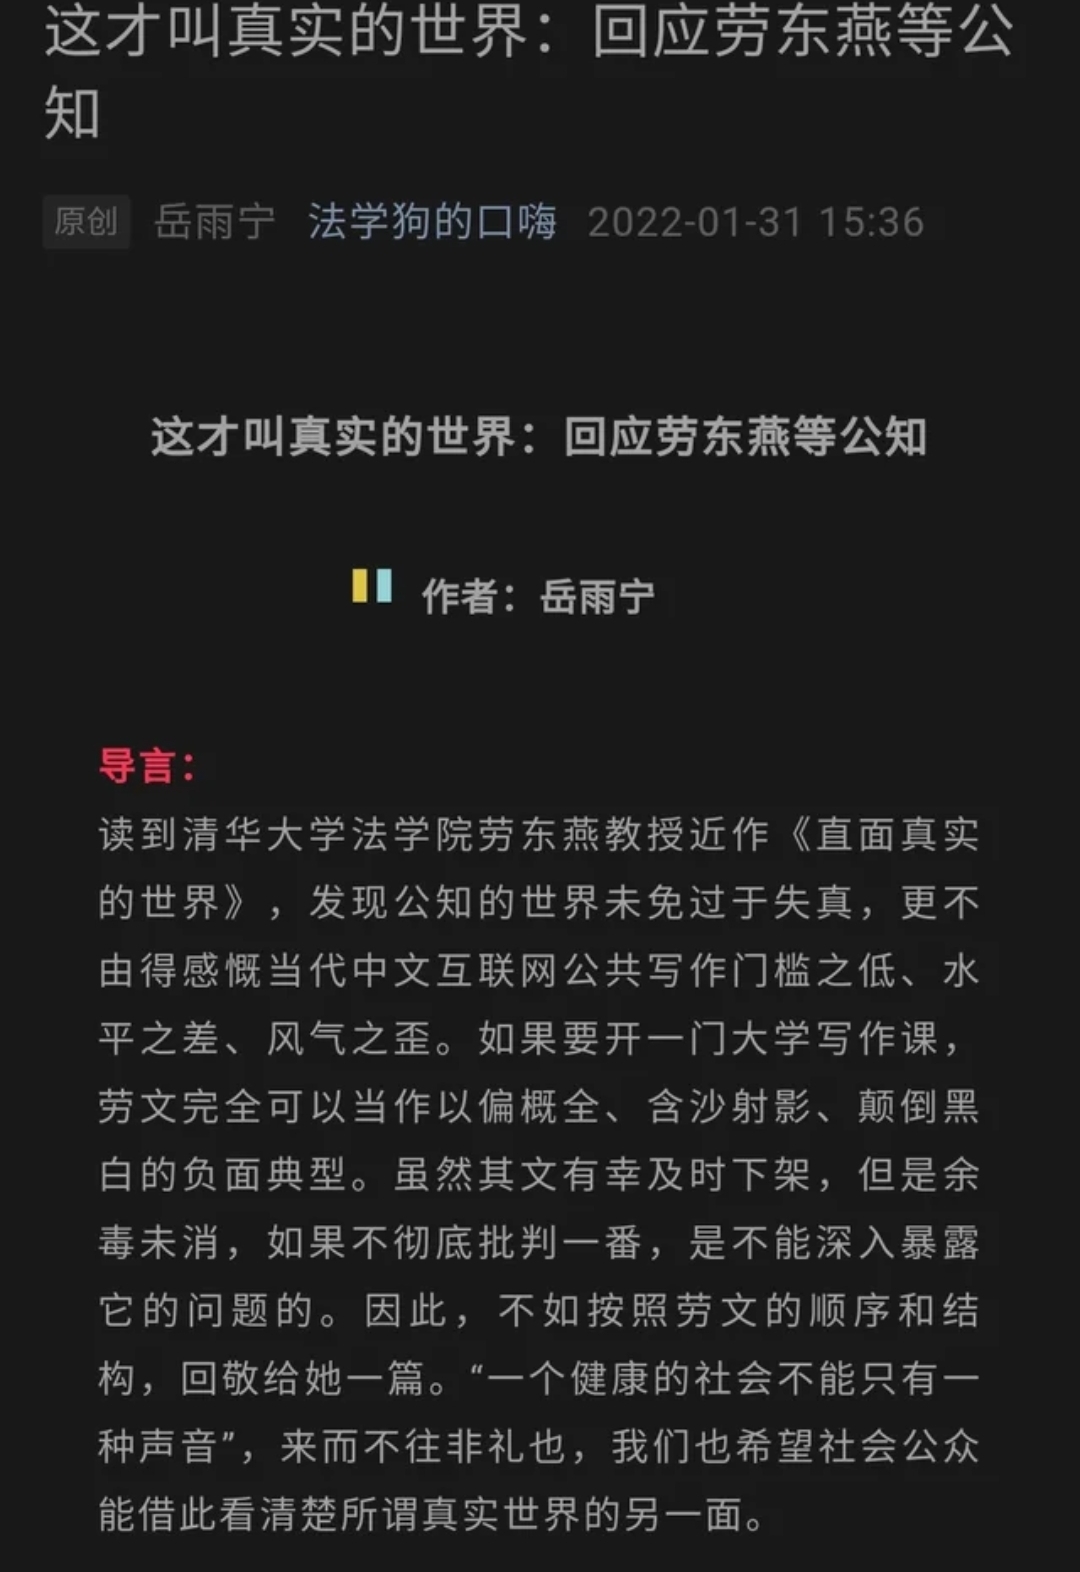 这才叫真实的世界：回应劳东燕等公
知
原创 岳雨宁 法学狗的口嗨 2022-01-31 15:36
这才叫真实的世界：回应劳东燕等公知
作者：岳雨宁
导言：
读到清华大学法学院劳东燕教授近作《直面真实
的世界》，发现公知的世界未免过于失真，更不
由得感慨当代中文互联网公共写作门槛之低、水
平之差、风气之歪。如果要开一门大学写作课，
劳文完全可以当作以偏概全、含沙射影、颠倒黑
白的负面典型。虽然其文有幸及时下架，但是余
毒未消，如果不彻底批判一番，是不能深入暴露
它的问题的。因此，不如按照劳文的顺序和结
构，回敬给她一篇。“一个健康的社会不能只有一
种声音”，来而不往非礼也，我们也希望社会公众
能借此看清楚所谓真实世界的另一面。